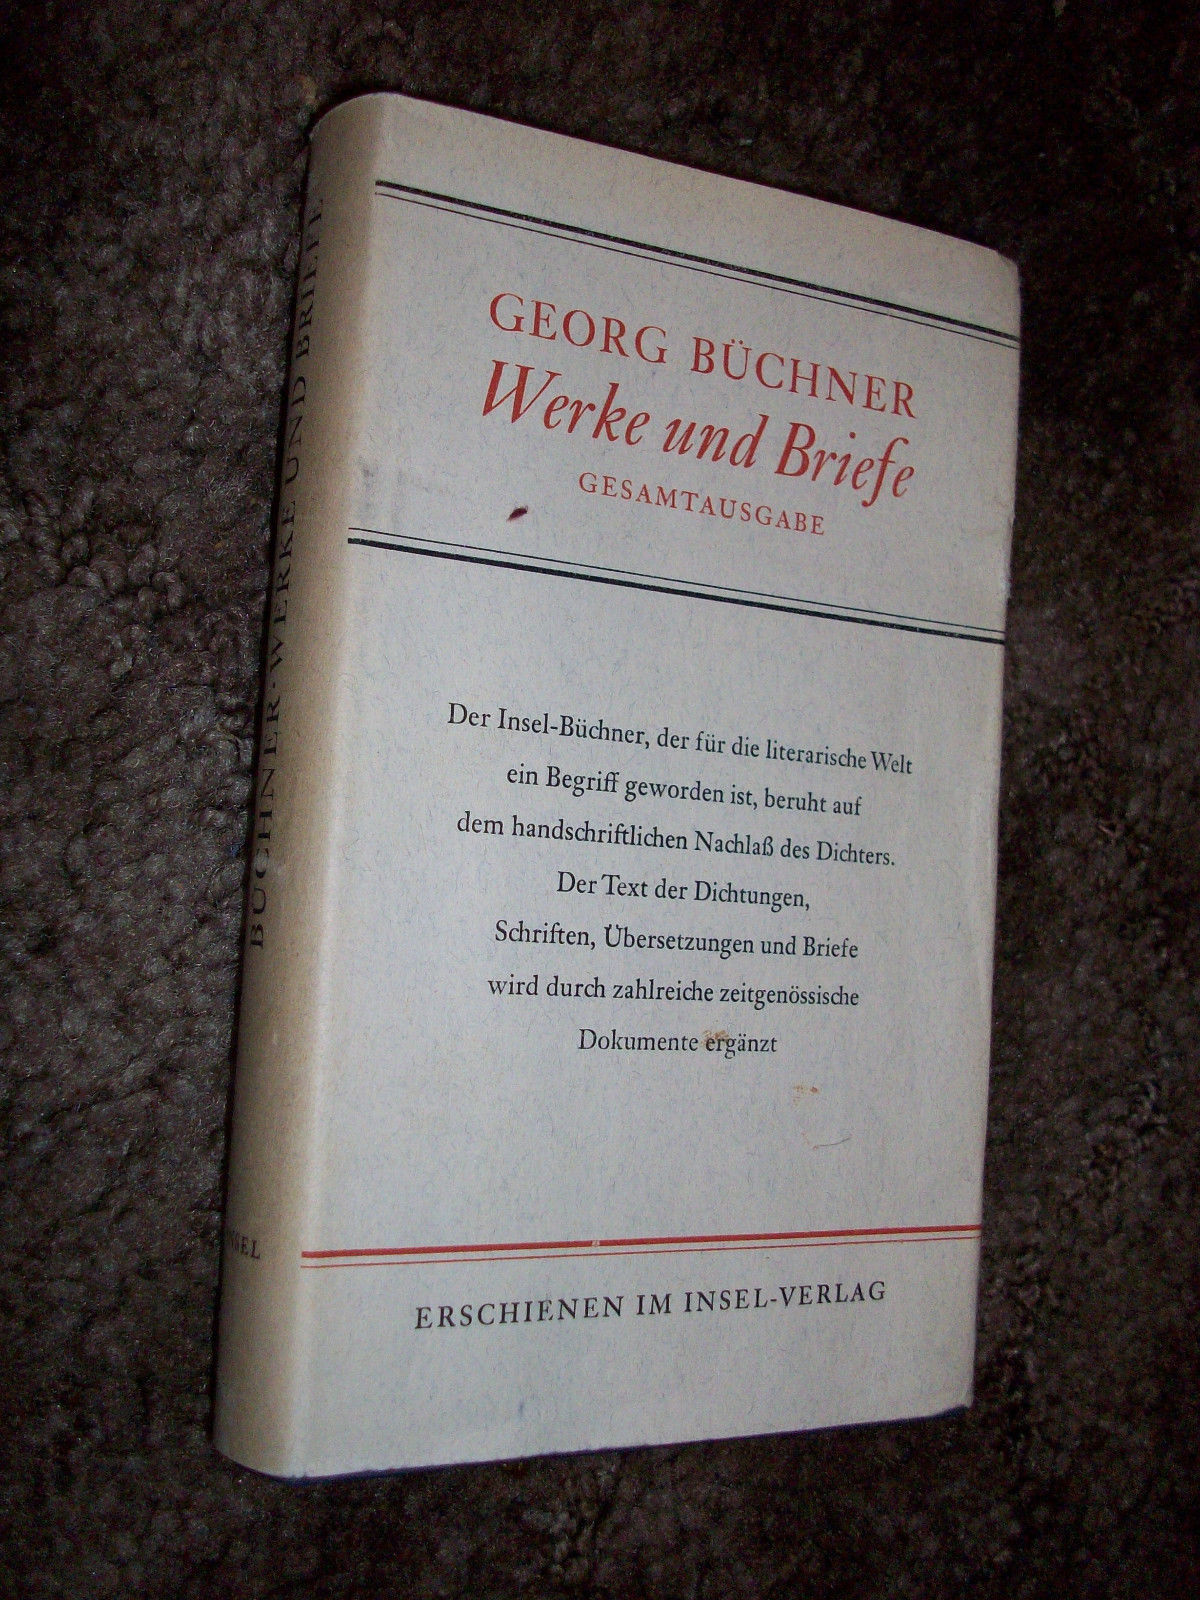 GEORG BÜCHNER
Werke und Briefe
GESAMTAUSGABE
Der Insel-Büchner, der für die literarische Welt
ein Begriff geworden ist, beruht auf
dem handschriftlichen Nachlaß des Dichters.
Der Text der Dichtungen,
Schriften, Übersetzungen und Briefe
wird durch zahlreiche zeitgenössische
Dokumente ergänzt
ERSCHIENEN IM INSEL-VERLAG
BÜCHNER · WERKE UND BRIEFE
INSEL